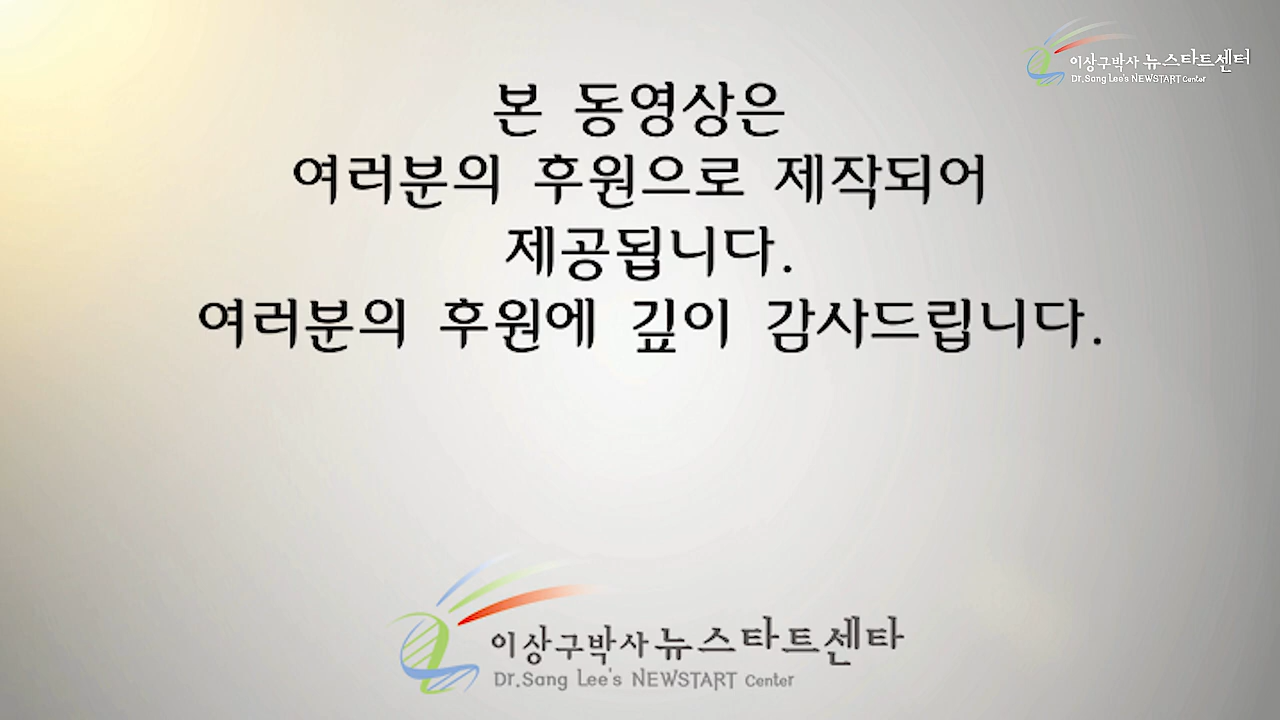 이상구박사 뉴스타트센터
Dr.Sang Lee's NEWSTART Center
본 동영상은
여러분의 후원으로 제작되어
제공됩니다.
여러분의 후원에 깊이 감사드립니다.
이상구박사 뉴스타트센타
Dr.Sang Lee's NEWSTART Center